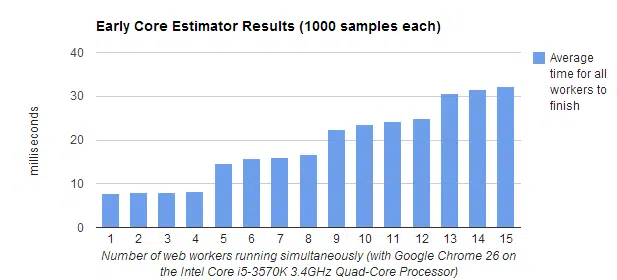 Early Core Estimator Results (1000 samples each)
40
30
20
10
0
milliseconds
Average
time for all
workers to
finish
1 2 3 4 5 6 7 8 9 10 11 12 13 14 15
Number of web workers running simultaneously (with Google Chrome 26 on
the Intel Core i5-3570K 3.4GHz Quad-Core Processor)